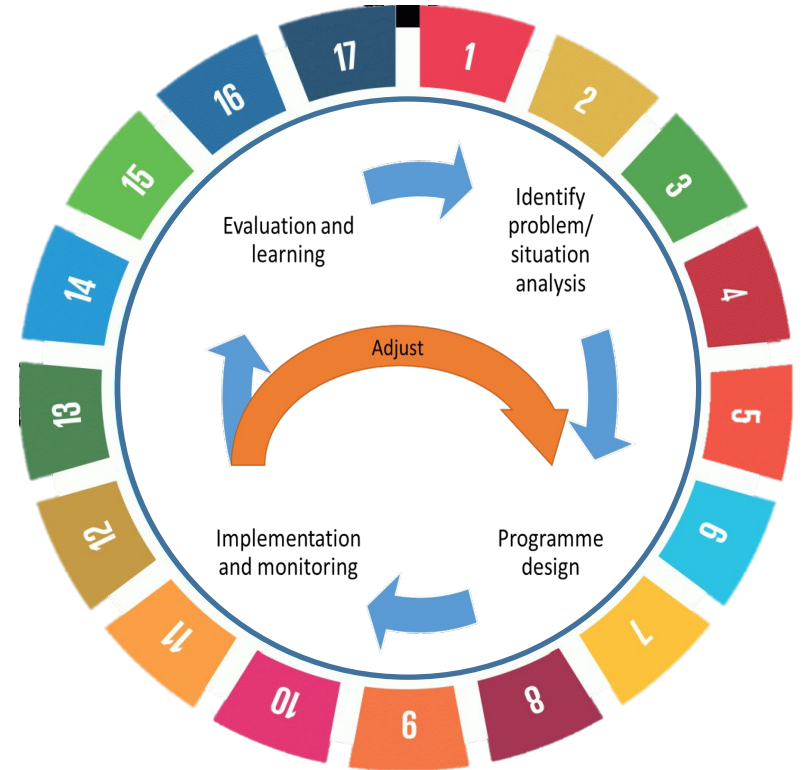 1
2
3
4
5
6
7
8
9
10
11
12
13
14
15
16
17
Identify
problem/
situation
analysis
Programme
design
Implementation
and monitoring
Evaluation and
learning
Adjust